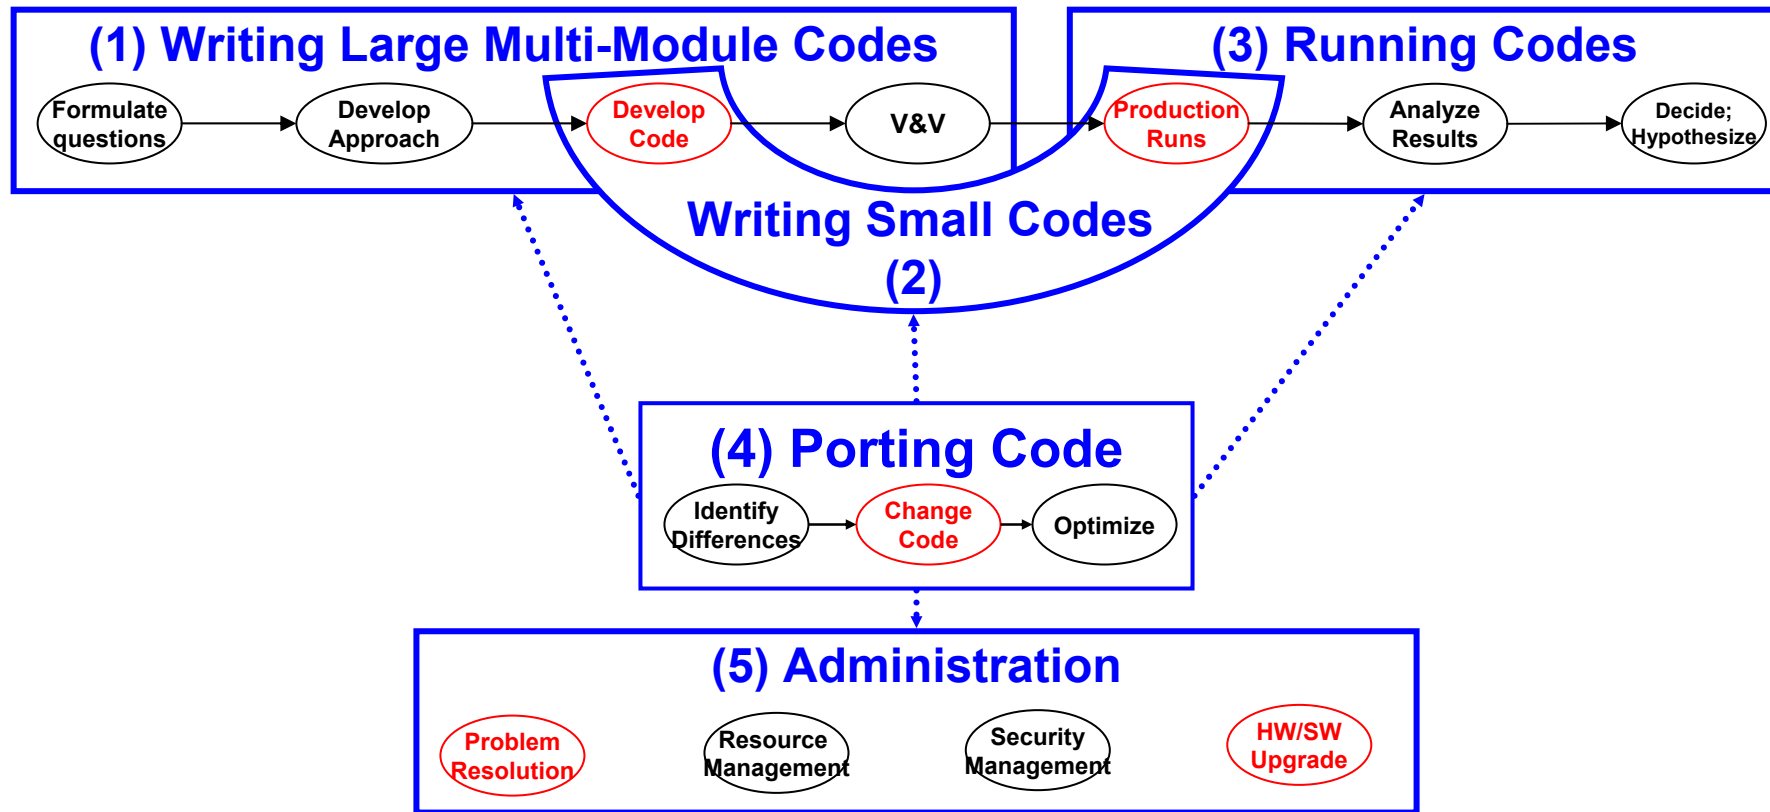 (1) Writing Large Multi-Module Codes
(3) Running Codes
Formulate
questions
Develop
Approach
Develop
Code
V&V
Production
Runs
Analyze
Results
Decide;
Hypothesize
Writing Small Codes
(2)
(4) Porting Code
Identify
Differences
Change
Code
Optimize
(5) Administration
Problem
Resolution
Resource
Management
Security
Management
HW/SW
Upgrade